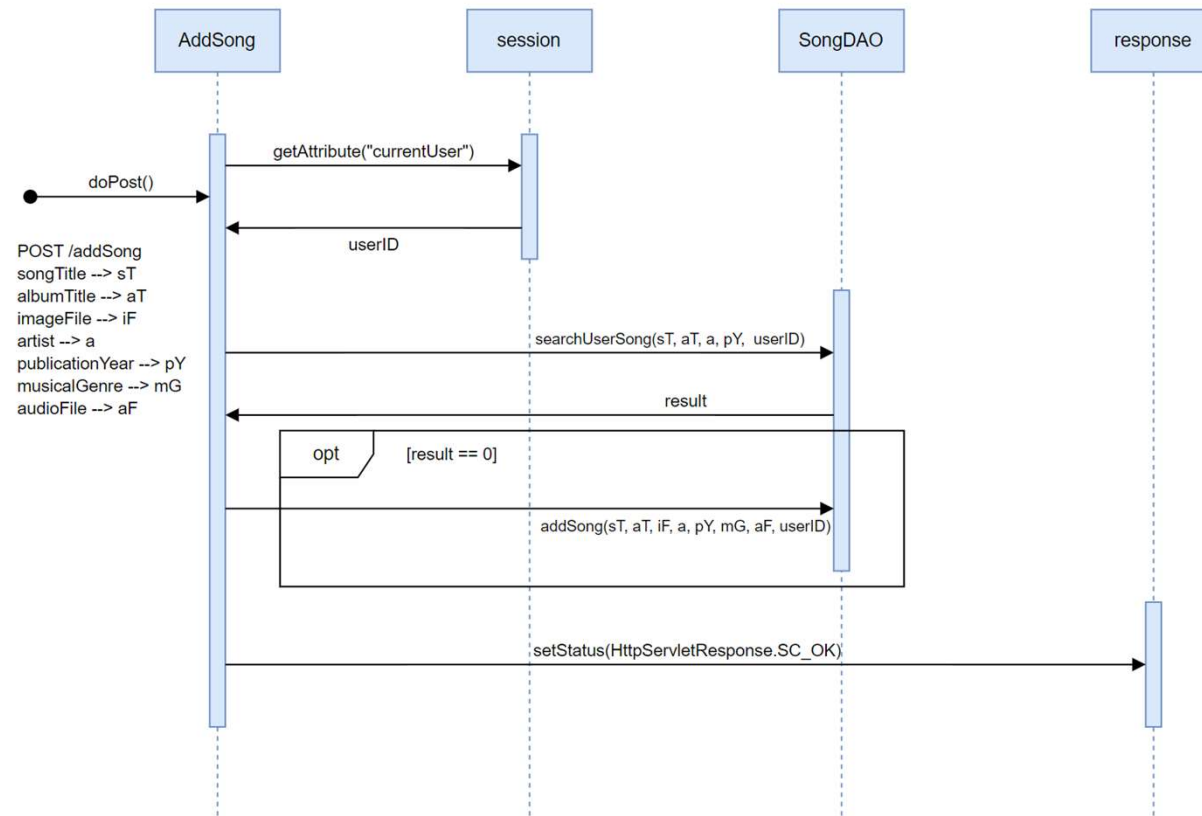 AddSong
session
SongDAO
response
getAttribute("currentUser")
doPost()
userID
POST /addSong
songTitle --> sT
albumTitle --> aT
imageFile --> iF
artist --> a
publicationYear --> pY
musicalGenre --> mG
audioFile --> aF
searchUserSong(sT, aT, a, pY,  userID)
result
opt
[result == 0]
addSong(sT, aT, iF, a, pY, mG, aF, userID)
setStatus(HttpServletResponse.SC_OK)